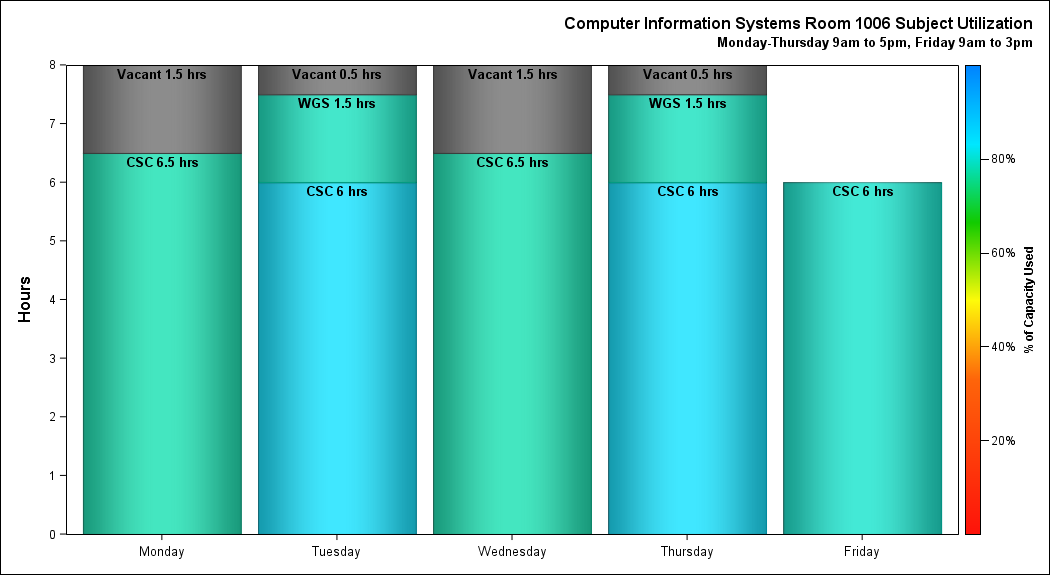 Computer Information Systems Room 1006 Subject Utilization
Monday-Thursday 9am to 5pm, Friday 9am to 3pm
Hours
8
7
6
5
4
3
2
1
0
Vacant 1.5 hrs
CSC 6.5 hrs
Vacant 0.5 hrs
WGS 1.5 hrs
CSC 6 hrs
Vacant 1.5 hrs
CSC 6.5 hrs
Vacant 0.5 hrs
WGS 1.5 hrs
CSC 6 hrs
CSC 6 hrs
Monday
Tuesday
Wednesday
Thursday
Friday
80%
60%
40%
20%
% of Capacity Used